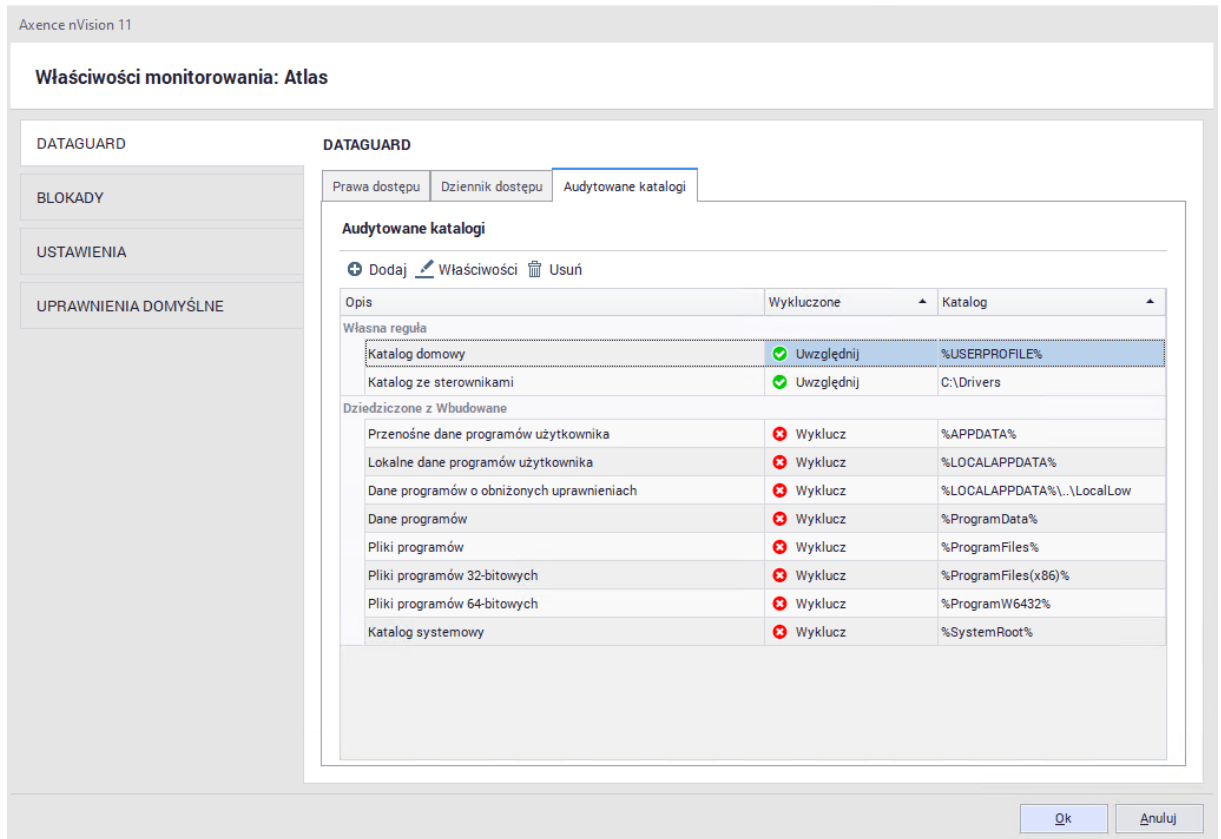 Axence nVision 11
Właściwości monitorowania: Atlas
DATAGUARD
BLOKADY
USTAWIENIA
UPRAWNIENIA DOMYŚLNE
DATAGUARD
Prawa dostępu Dziennik dostępu Audytowane katalogi
Audytowane katalogi
Dodaj Właściwości Usuń
Opis Wykluczone Katalog
Własna reguła
Katalog domowy Uwzględnij %USERPROFILE%
Katalog ze sterownikami Uwzględnij C:\Drivers
Dziedziczone z Wbudowane
Przenośne dane programów użytkownika Wyklucz %APPDATA%
Lokalne dane programów użytkownika Wyklucz %LOCALAPPDATA%
Dane programów o obniżonych uprawnieniach Wyklucz %LOCALAPPDATA%\..\LocalLow
Dane programów Wyklucz %ProgramData%
Pliki programów Wyklucz %ProgramFiles%
Pliki programów 32-bitowych Wyklucz %ProgramFiles(x86)%
Pliki programów 64-bitowych Wyklucz %ProgramW6432%
Katalog systemowy Wyklucz %SystemRoot%
Ok Anuluj